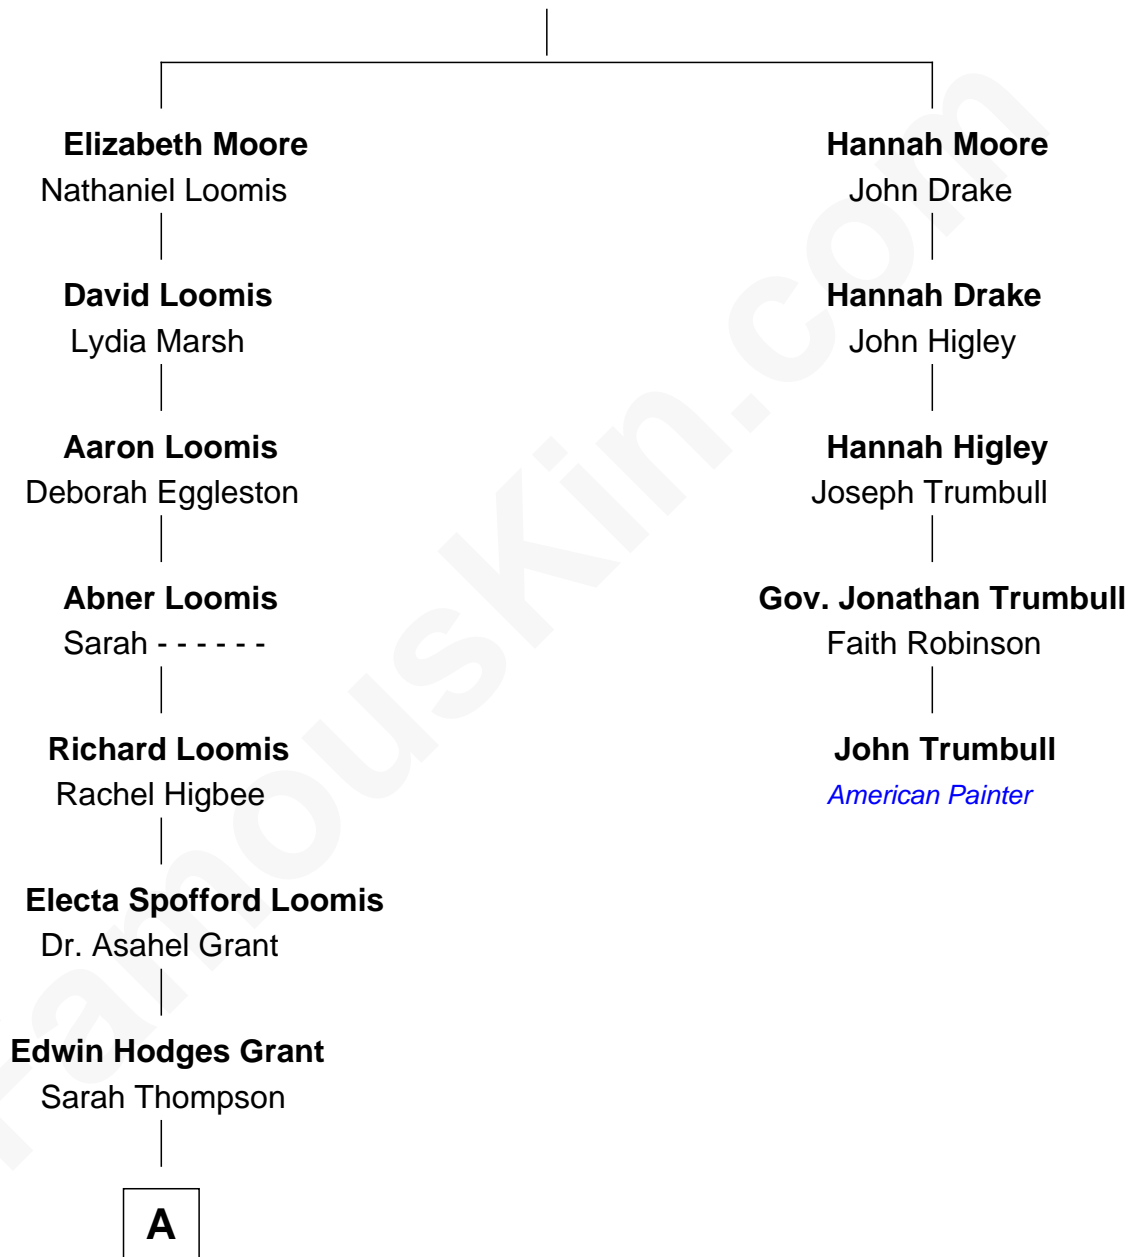 Elizabeth Moore
Nathaniel Loomis
Hannah Moore
John Drake
David Loomis
Lydia Marsh
Hannah Drake
John Higley
Aaron Loomis
Deborah Eggleston
Hannah Higley
Joseph Trumbull
Abner Loomis
Sarah - - - - - -
Gov. Jonathan Trumbull
Faith Robinson
Richard Loomis
Rachel Higbee
John Trumbull
American Painter
Electa Spofford Loomis
Dr. Asahel Grant
Edwin Hodges Grant
Sarah Thompson
A
FamousKin.com